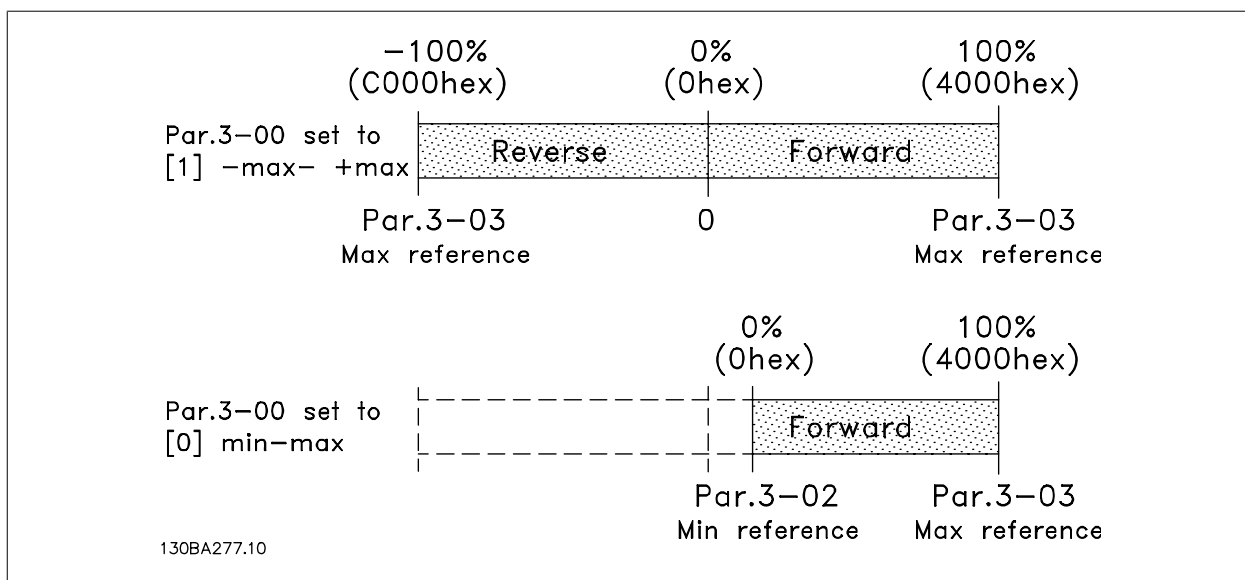 -100%
(C000hex)
0%
(0hex)
100%
(4000hex)
Par.3-00 set to
[1] -max- +max
Reverse
Forward
Par.3-03
Max reference
0
Par.3-03
Max reference
0%
(0hex)
100%
(4000hex)
Par.3-00 set to
[0] min-max
Forward
Par.3-02
Min reference
Par.3-03
Max reference
130BA277.10